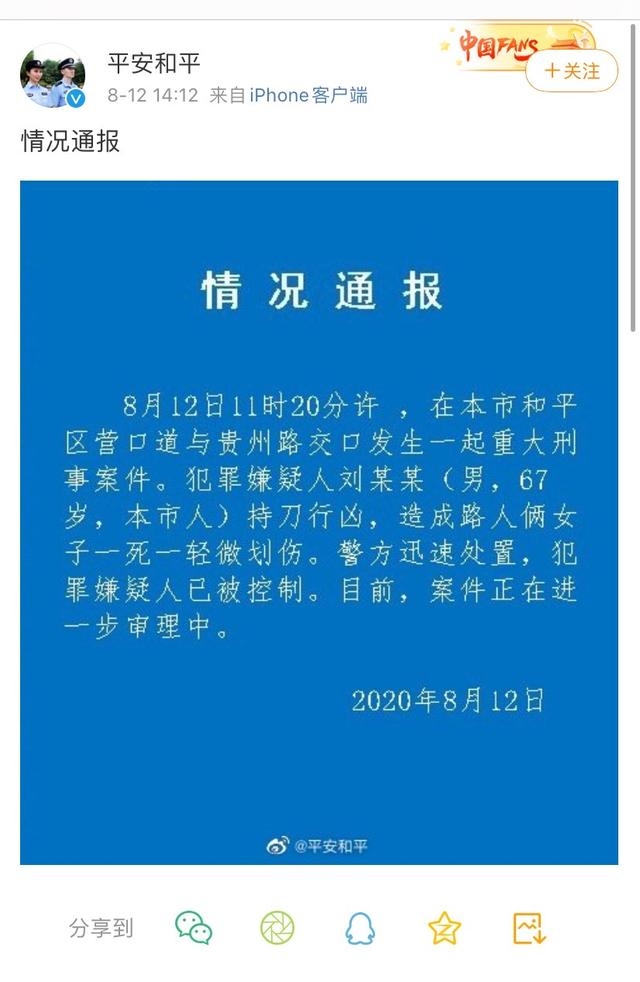 平安和平
8-12 14:12 来自 iPhone客户端
中国FANS
+关注
情况通报
情况通报
8月12日11时20分许，在本市和平
区营口道与贵州路交口发生一起重大刑
事案件。犯罪嫌疑人刘某某（男，67
岁，本市人）持刀行凶，造成路人俩女
子一死一轻微划伤。警方迅速处置，犯
罪嫌疑人已被控制。目前，案件正在进
一步审理中。
2020年8月12日
@平安和平
分享到